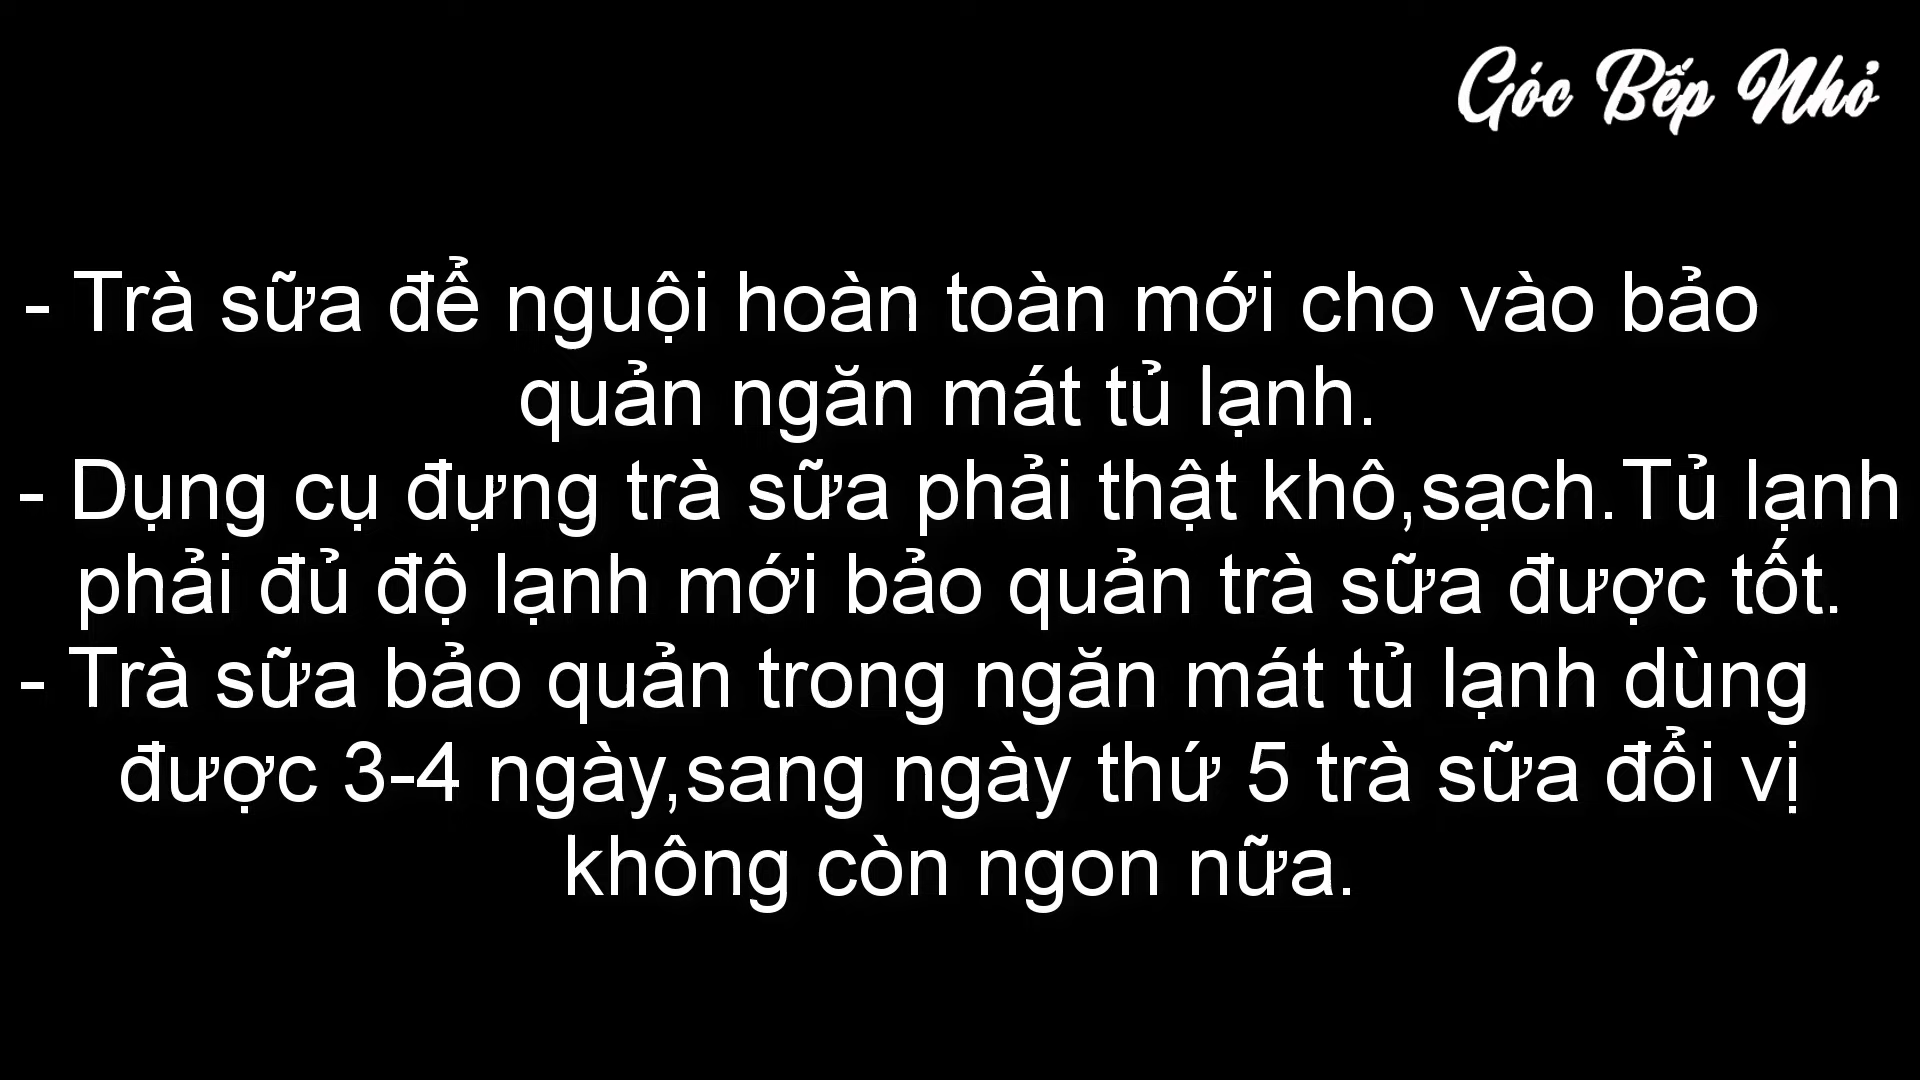 Góc Bếp Nhỏ
- Trà sữa để nguội hoàn toàn mới cho vào bảo
quản ngăn mát tủ lạnh.
- Dụng cụ đựng trà sữa phải thật khô,sạch.Tủ lạnh
phải đủ độ lạnh mới bảo quản trà sữa được tốt.
- Trà sữa bảo quản trong ngăn mát tủ lạnh dùng
được 3-4 ngày,sang ngày thứ 5 trà sữa đổi vị
không còn ngon nữa.